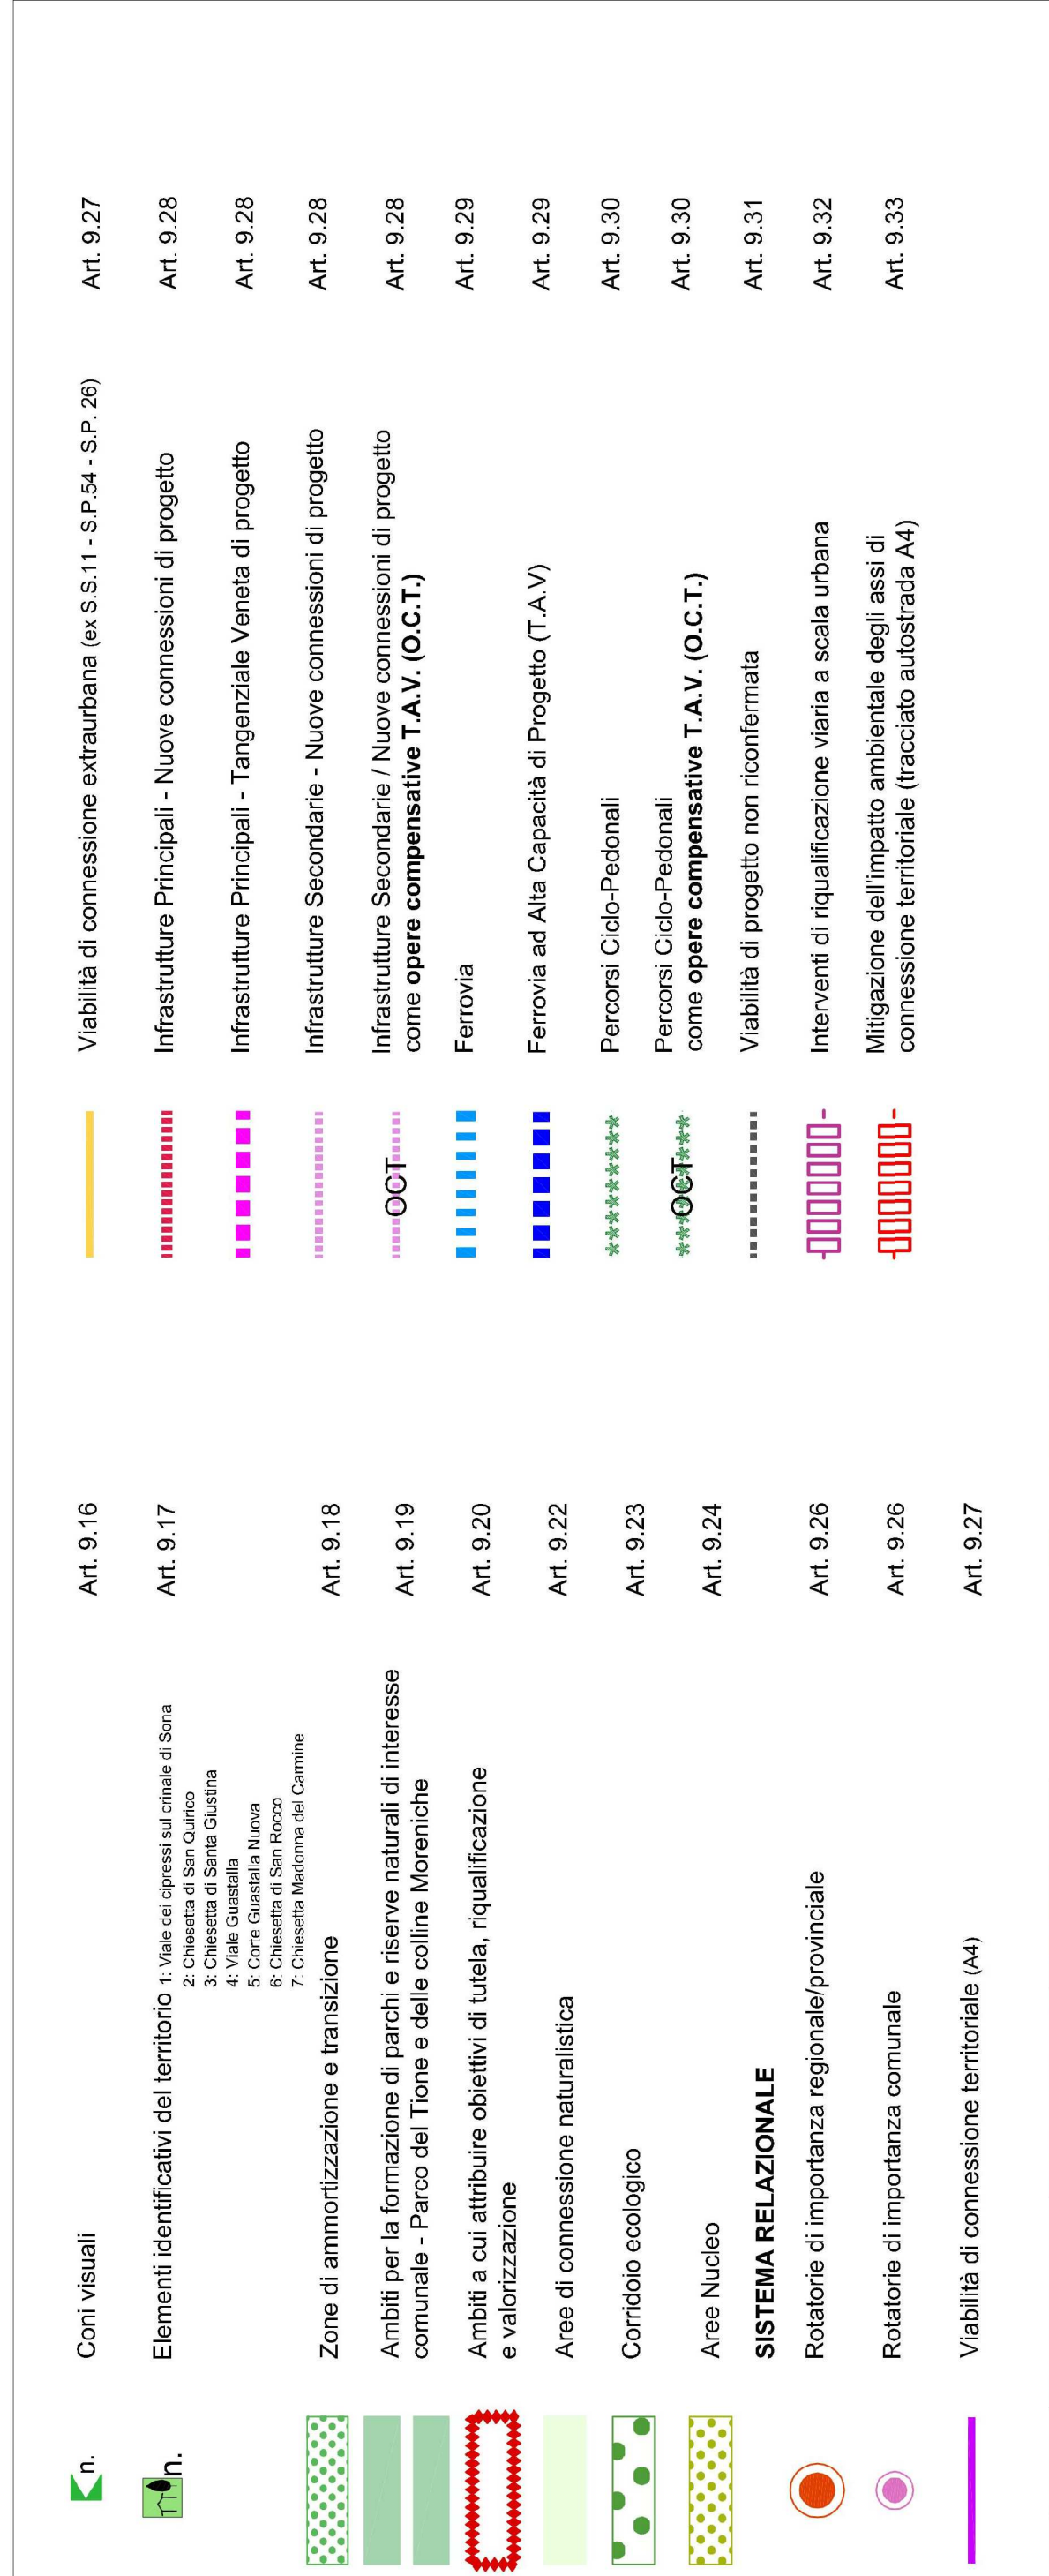 n. Coni visuali Art. 9.16
n. Elementi identificativi del territorio 1: Viale dei cipressi sul crinale di Sona Art. 9.17
2: Chiesetta di San Quirico
3: Chiesetta di Santa Giustina
4: Viale Guastalla
5: Corte Guastalla Nuova
6: Chiesetta di San Rocco
7: Chiesetta Madonna del Carmine
Zone di ammortizzazione e transizione Art. 9.18
Ambiti per la formazione di parchi e riserve naturali di interesse
comunale - Parco del Tione e delle colline Moreniche Art. 9.19
Ambiti a cui attribuire obiettivi di tutela, riqualificazione Art. 9.20
e valorizzazione
Aree di connessione naturalistica Art. 9.22
Corridoio ecologico Art. 9.23
Aree Nucleo Art. 9.24
SISTEMA RELAZIONALE
Rotatorie di importanza regionale/provinciale Art. 9.26
Rotatorie di importanza comunale Art. 9.26
Viabilità di connessione territoriale (A4) Art. 9.27
Viabilità di connessione extraurbana (ex S.S.11 - S.P.54 - S.P. 26) Art. 9.27
Infrastrutture Principali - Nuove connessioni di progetto Art. 9.28
Infrastrutture Principali - Tangenziale Veneta di progetto Art. 9.28
Infrastrutture Secondarie - Nuove connessioni di progetto Art. 9.28
OCT Infrastrutture Secondarie / Nuove connessioni di progetto Art. 9.28
come opere compensative T.A.V. (O.C.T.)
Ferrovia Art. 9.29
Ferrovia ad Alta Capacità di Progetto (T.A.V) Art. 9.29
Percorsi Ciclo-Pedonali Art. 9.30
OCT Percorsi Ciclo-Pedonali Art. 9.30
come opere compensative T.A.V. (O.C.T.)
Viabilità di progetto non riconfermata Art. 9.31
Interventi di riqualificazione viaria a scala urbana Art. 9.32
Mitigazione dell'impatto ambientale degli assi di Art. 9.33
connessione territoriale (tracciato autostrada A4)